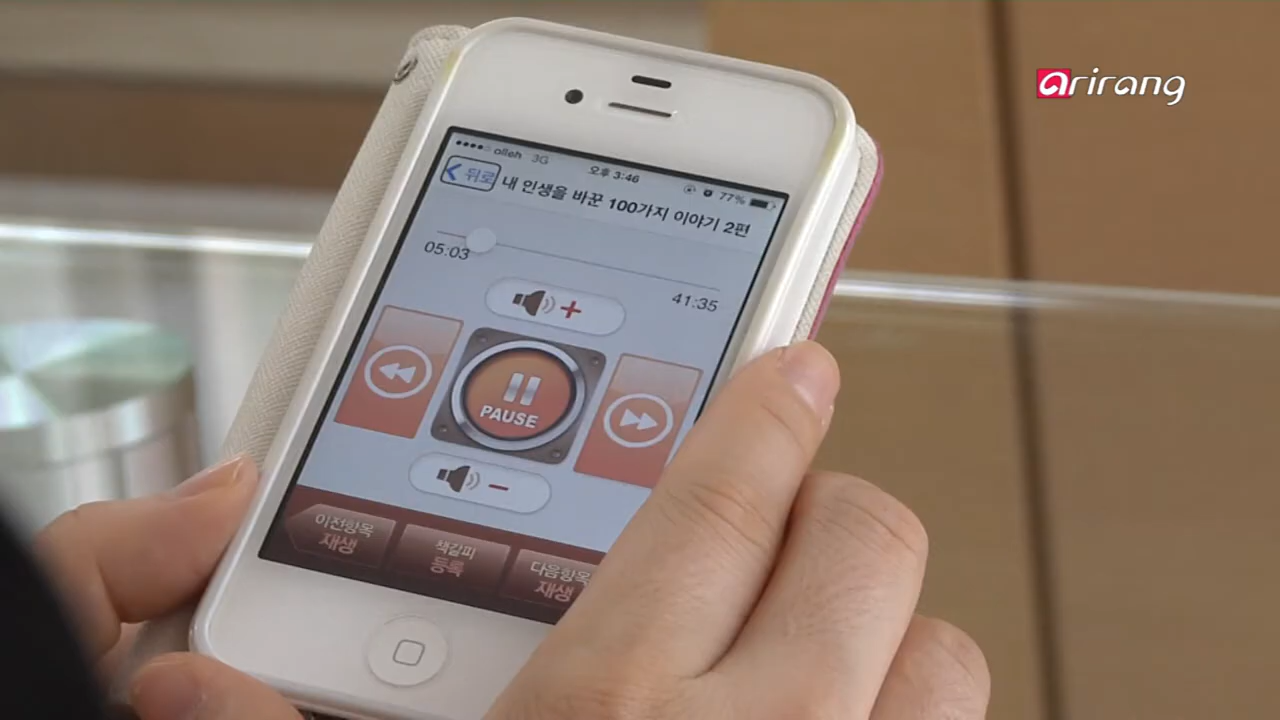 arirang
alleh 3G 오후 3:46 77%
뒤로 내 인생을 바꾼 100가지 이야기 2편
05:03
41:35
+
PAUSE
−
이전항목 재생
책갈피 등록
다음항목 재생